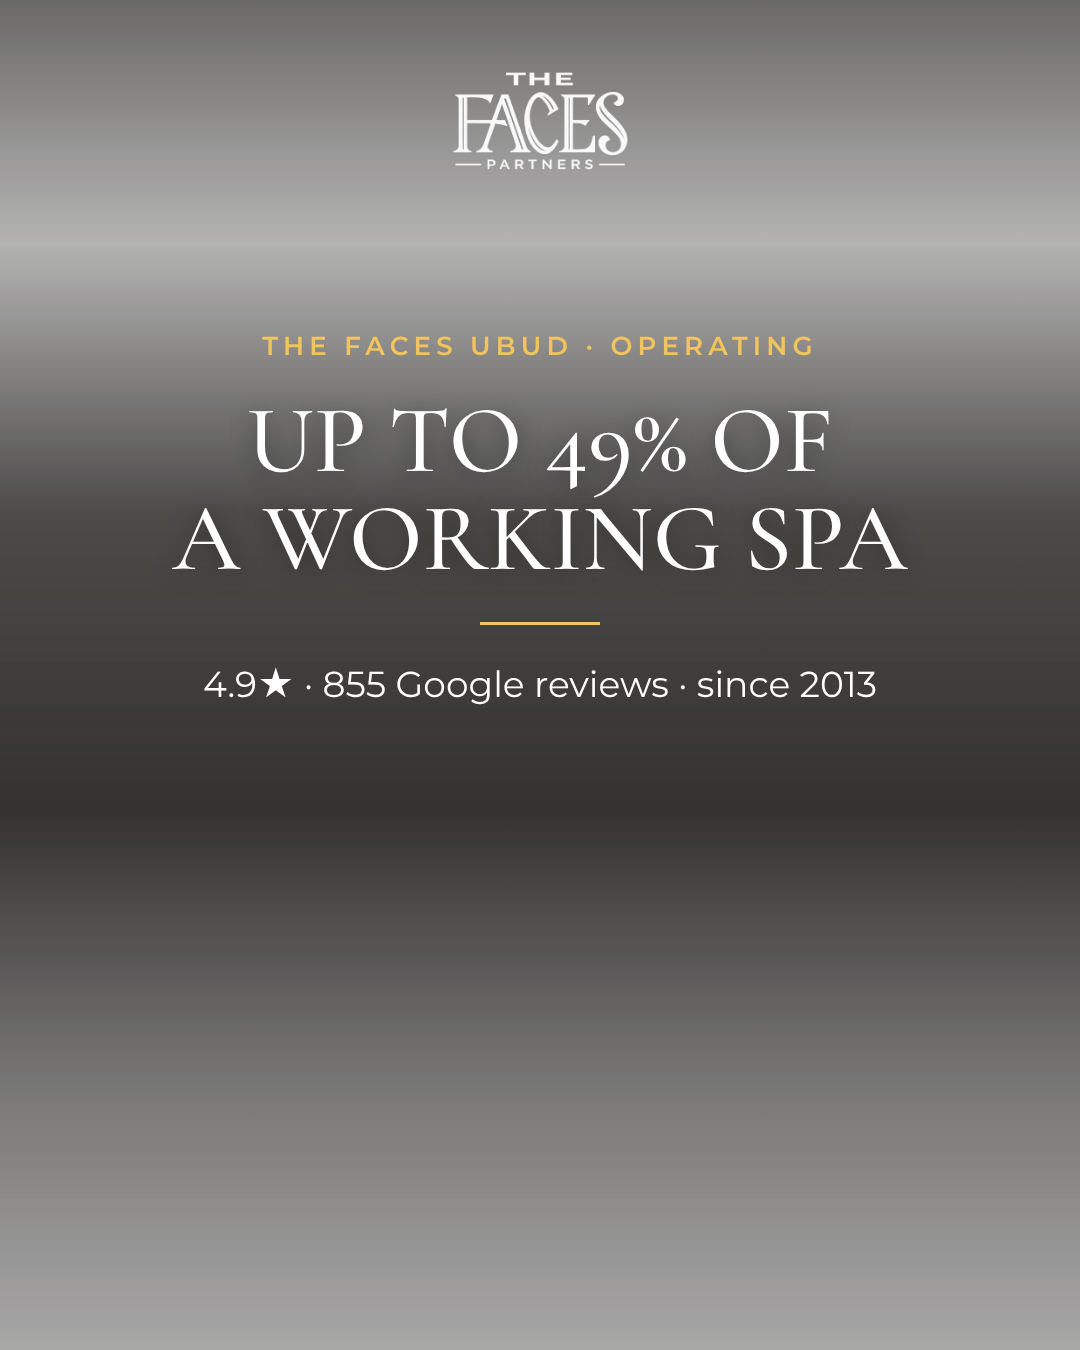 THE
FACES
PARTNERS
THE FACES UBUD · OPERATING
UP TO 49% OF
A WORKING SPA
4.9★ · 855 Google reviews · since 2013